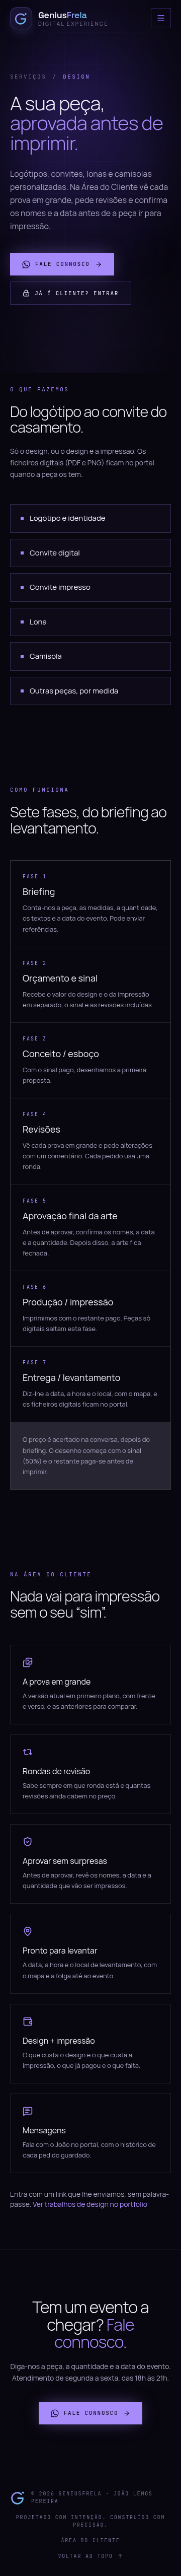 GeniusFrela
DIGITAL EXPERIENCE
SERVIÇOS / DESIGN
A sua peça,
aprovada antes de
imprimir.
Logótipos, convites, lonas e camisolas
personalizadas. Na Área do Cliente vê cada
prova em grande, pede revisões e confirma
os nomes e a data antes de a peça ir para
impressão.
FALE CONNOSCO →
JÁ É CLIENTE? ENTRAR
O QUE FAZEMOS
Do logótipo ao convite do
casamento.
Só o design, ou o design e a impressão. Os
ficheiros digitais (PDF e PNG) ficam no portal
quando a peça os tem.
Logótipo e identidade
Convite digital
Convite impresso
Lona
Camisola
Outras peças, por medida
COMO FUNCIONA
Sete fases, do briefing ao
levantamento.
FASE 1
Briefing
Conta-nos a peça, as medidas, a quantidade,
os textos e a data do evento. Pode enviar
referências.
FASE 2
Orçamento e sinal
Recebe o valor do design e o da impressão
em separado, o sinal e as revisões incluídas.
FASE 3
Conceito / esboço
Com o sinal pago, desenhamos a primeira
proposta.
FASE 4
Revisões
Vê cada prova em grande e pede alterações
com um comentário. Cada pedido usa uma
ronda.
FASE 5
Aprovação final da arte
Antes de aprovar, confirma os nomes, a data
e a quantidade. Depois disso, a arte fica
fechada.
FASE 6
Produção / impressão
Imprimimos com o restante pago. Peças só
digitais saltam esta fase.
FASE 7
Entrega / levantamento
Diz-lhe a data, a hora e o local, com o mapa, e
os ficheiros digitais ficam no portal.
O preço é acertado na conversa, depois do
briefing. O desenho começa com o sinal
(50%) e o restante paga-se antes de
imprimir.
NA ÁREA DO CLIENTE
Nada vai para impressão
sem o seu “sim”.
A prova em grande
A versão atual em primeiro plano, com frente
e verso, e as anteriores para comparar.
Rondas de revisão
Sabe sempre em que ronda está e quantas
revisões ainda cabem no preço.
Aprovar sem surpresas
Antes de aprovar, revê os nomes, a data e a
quantidade que vão ser impressos.
Pronto para levantar
A data, a hora e o local de levantamento, com
o mapa e a folga até ao evento.
Design + impressão
O que custa o design e o que custa a
impressão, o que já pagou e o que falta.
Mensagens
Fala com o João no portal, com o histórico de
cada pedido guardado.
Entra com um link que lhe enviamos, sem palavra-
passe. Ver trabalhos de design no portfólio
Tem um evento a
chegar? Fale
connosco.
Diga-nos a peça, a quantidade e a data do evento.
Atendimento de segunda a sexta, das 18h às 21h.
FALE CONNOSCO →
© 2026 GENIUSFRELA · JOÃO LEMOS
PEREIRA
PROJETADO COM INTENÇÃO. CONSTRUÍDO COM
PRECISÃO.
ÁREA DO CLIENTE
VOLTAR AO TOPO ↑